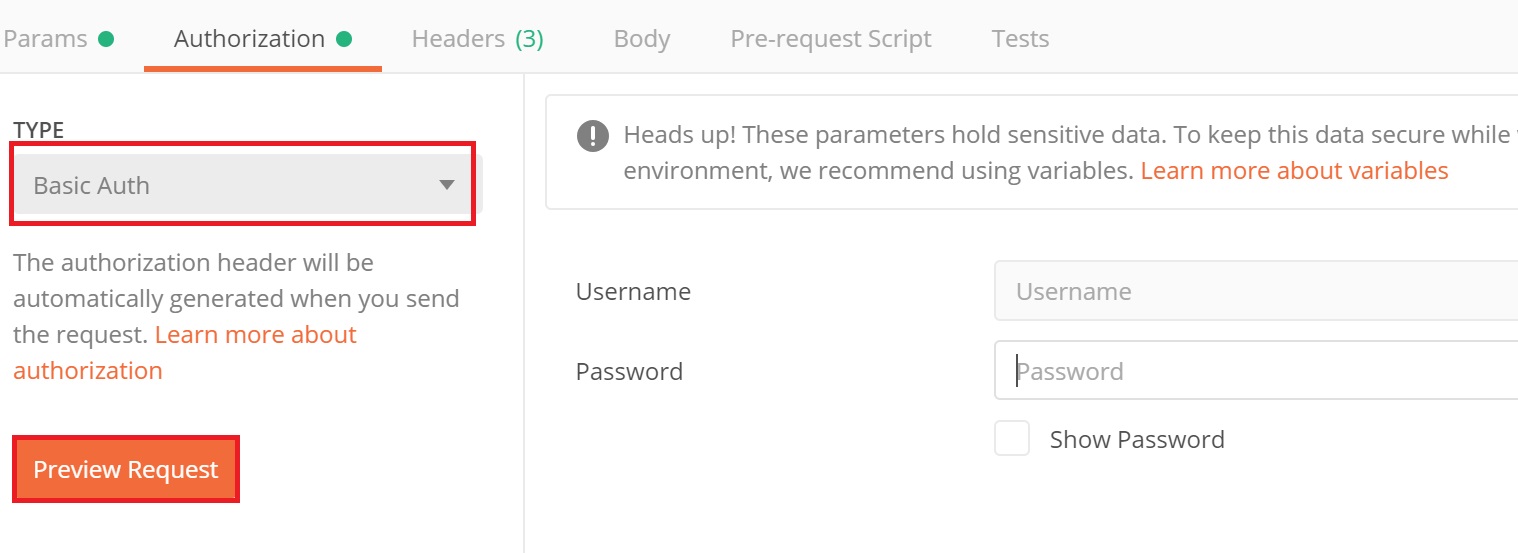 Params Authorization Headers (3) Body Pre-request Script Tests
TYPE
Basic Auth
The authorization header will be
automatically generated when you send
the request. Learn more about
authorization
Preview Request
Heads up! These parameters hold sensitive data. To keep this data secure while
environment, we recommend using variables. Learn more about variables
Username Username
Password Password
Show Password